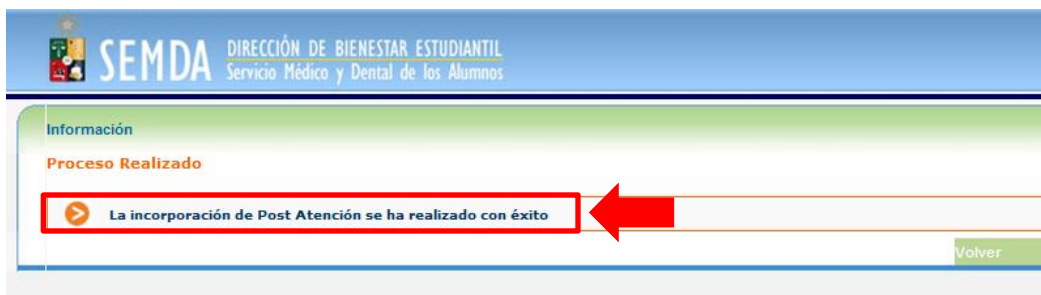 SEMDA
DIRECCIÓN DE BIENESTAR ESTUDIANTIL
Servicio Médico y Dental de los Alumnos
Información
Proceso Realizado
La incorporación de Post Atención se ha realizado con éxito
Volver